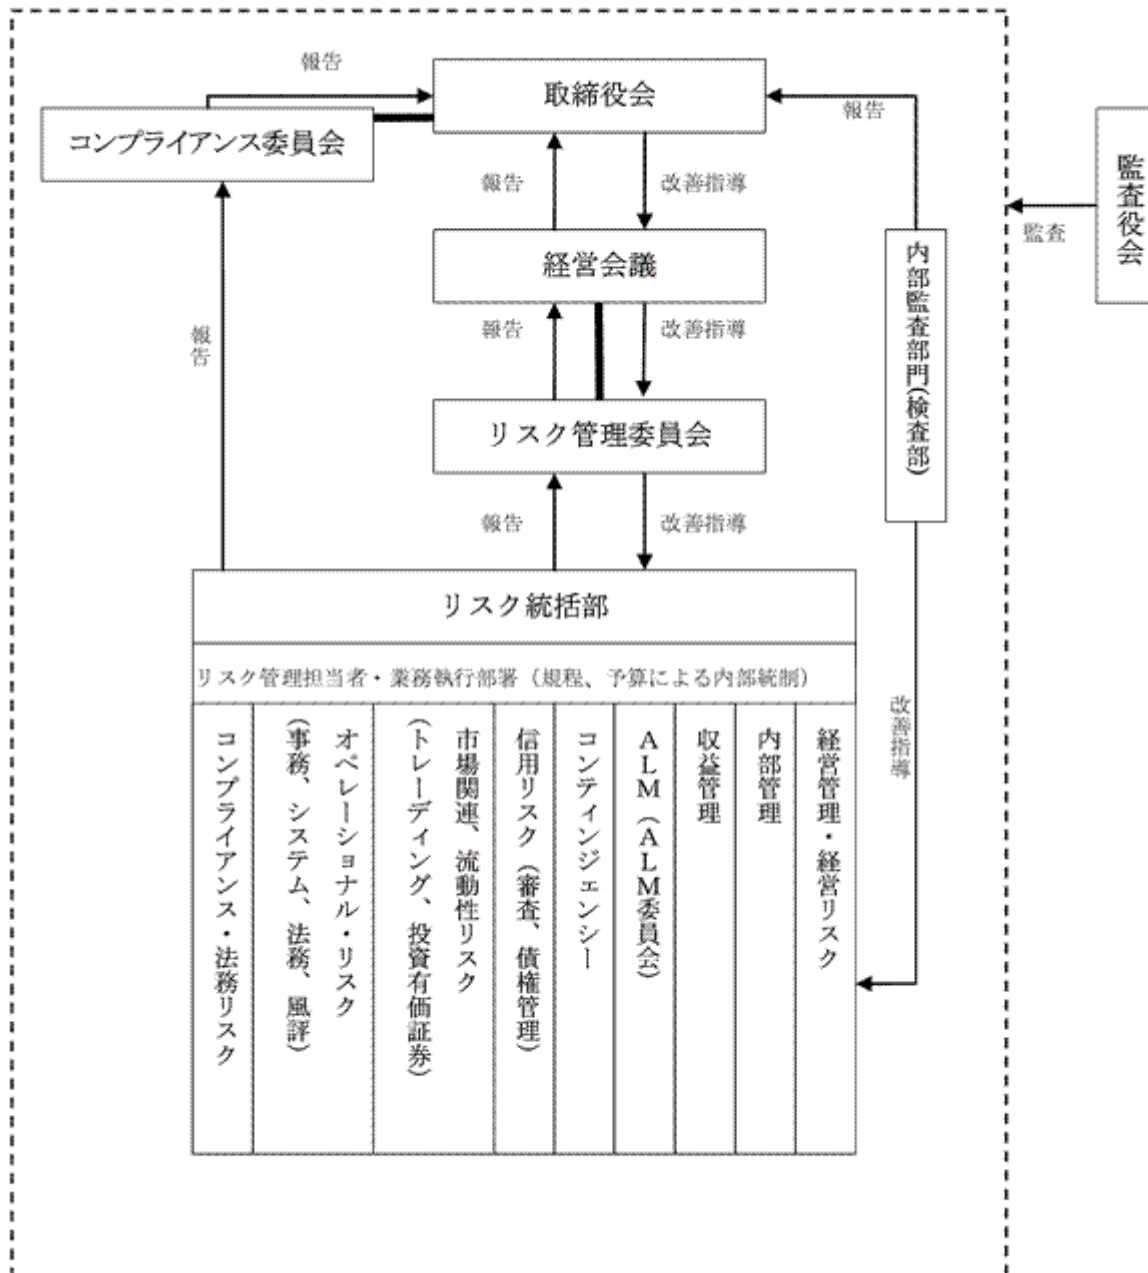 報告
取締役会
報告
コンプライアンス委員会
監査役会
報告
改善指導
監査
経営会議
内部監査部門(検査部)
報告
報告
改善指導
リスク管理委員会
報告
改善指導
リスク統括部
リスク管理担当者・業務執行部署（規程、予算による内部統制）
改善指導
コンプライアンス・法務リスク
オペレーショナル・リスク
(事務、システム、法務、風評)
市場関連、流動性リスク
(トレーディング、投資有価証券)
信用リスク（審査、債権管理)
コンティンジェンシー
ALM（ALM委員会)
収益管理
内部管理
経営管理・経営リスク